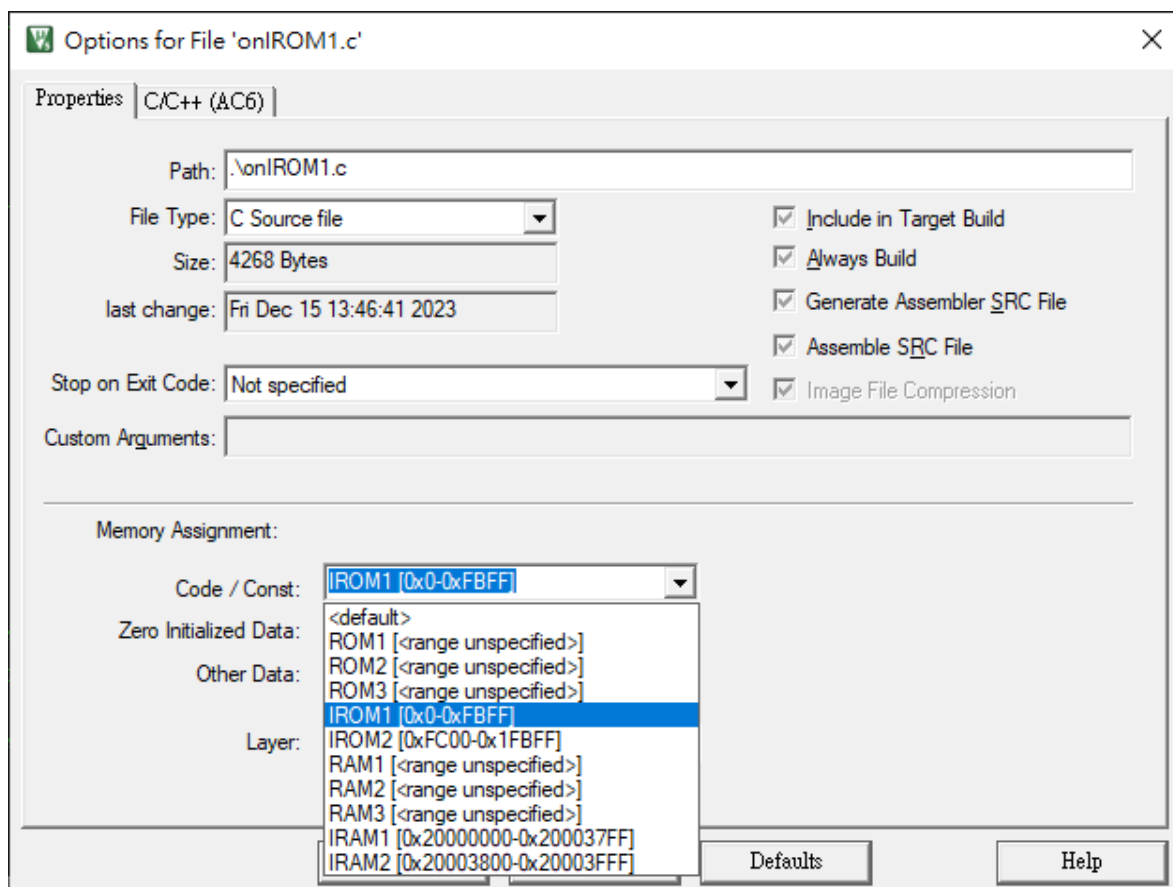 Options for File 'onIROM1.c'
Properties
C/C++ (AC6)
Path: .\onIROM1.c
File Type: C Source file
Include in Target Build
Size: 4268 Bytes
Always Build
last change: Fri Dec 15 13:46:41 2023
Generate Assembler SRC File
Assemble SRC File
Stop on Exit Code: Not specified
Image File Compression
Custom Arguments:
Memory Assignment:
Code / Const: IROM1 [0x0-0xFBFF]
Zero Initialized Data:
Other Data:
Layer:
<default>
ROM1 [<range unspecified>]
ROM2 [<range unspecified>]
ROM3 [<range unspecified>]
IROM1 [0x0-0xFBFF]
IROM2 [0xFC00-0x1FBFF]
RAM1 [<range unspecified>]
RAM2 [<range unspecified>]
RAM3 [<range unspecified>]
IRAM1 [0x20000000-0x200037FF]
IRAM2 [0x20003800-0x20003FFF]
Defaults
Help